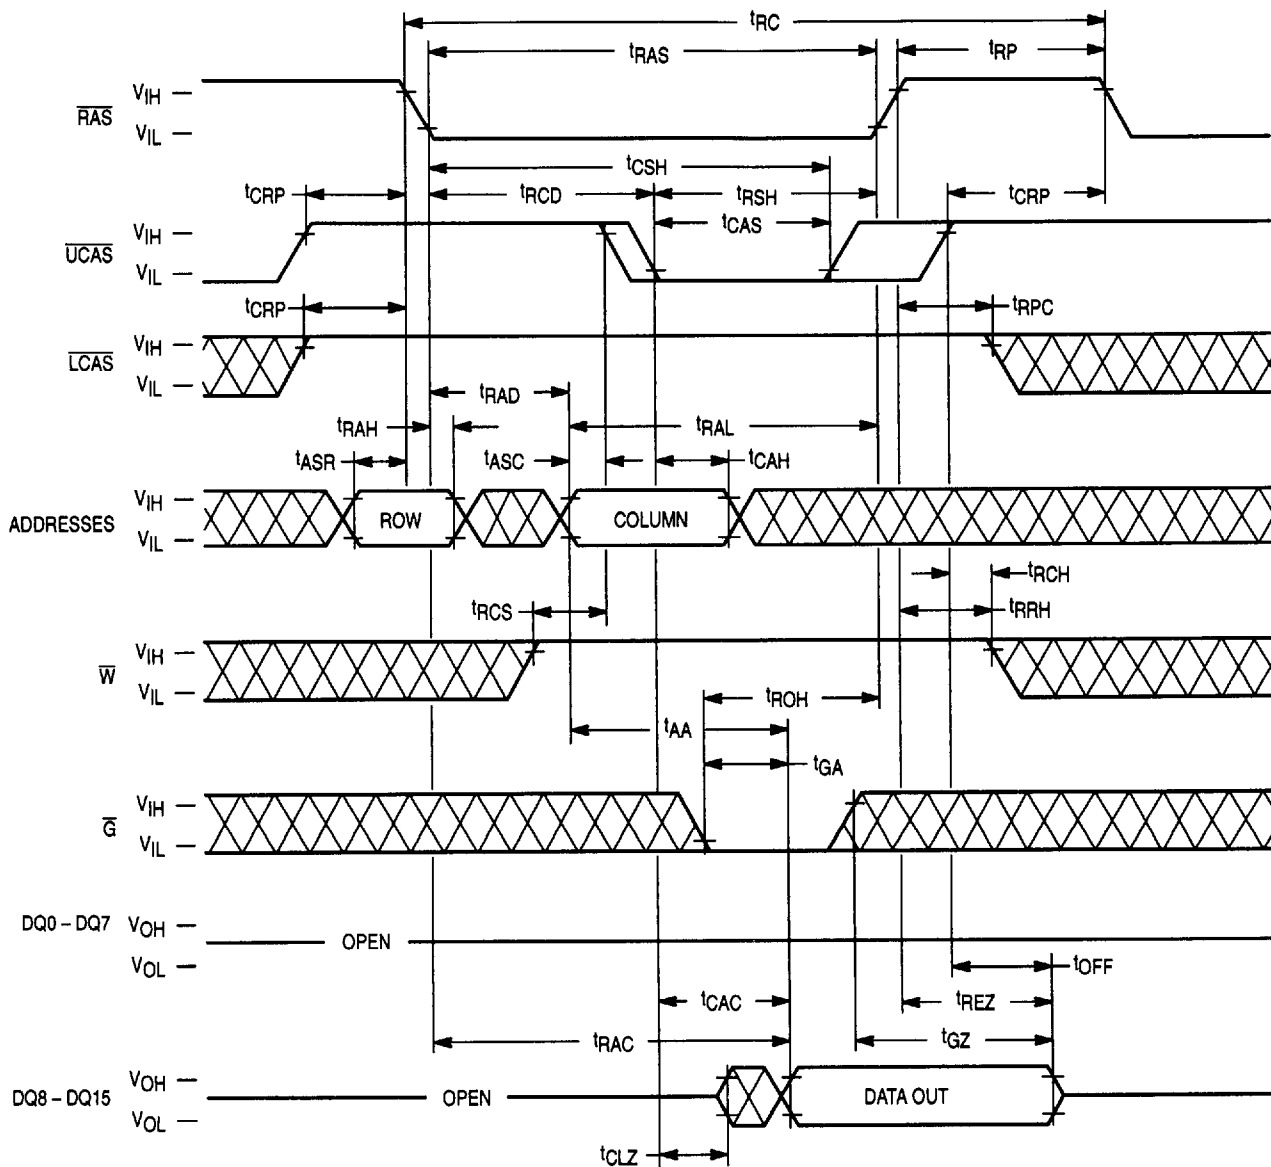 tRC
tRAS
tRP
RAS
VIH
VIL
tCSH
tCRP
tRCD
tRSH
tCRP
tCAS
UCAS
VIH
VIL
tCRP
tRPC
LCAS
VIH
VIL
tRAD
tRAH
tRAL
tASR
tASC
tCAH
ADDRESSES
VIH
VIL
ROW
COLUMN
tRCH
tRCS
tRRH
W
VIH
VIL
tROH
tAA
tGA
G
VIH
VIL
DQ0 – DQ7
VOH
VOL
OPEN
tOFF
tCAC
tREZ
tRAC
tGZ
DQ8 – DQ15
VOH
VOL
OPEN
DATA OUT
tCLZ